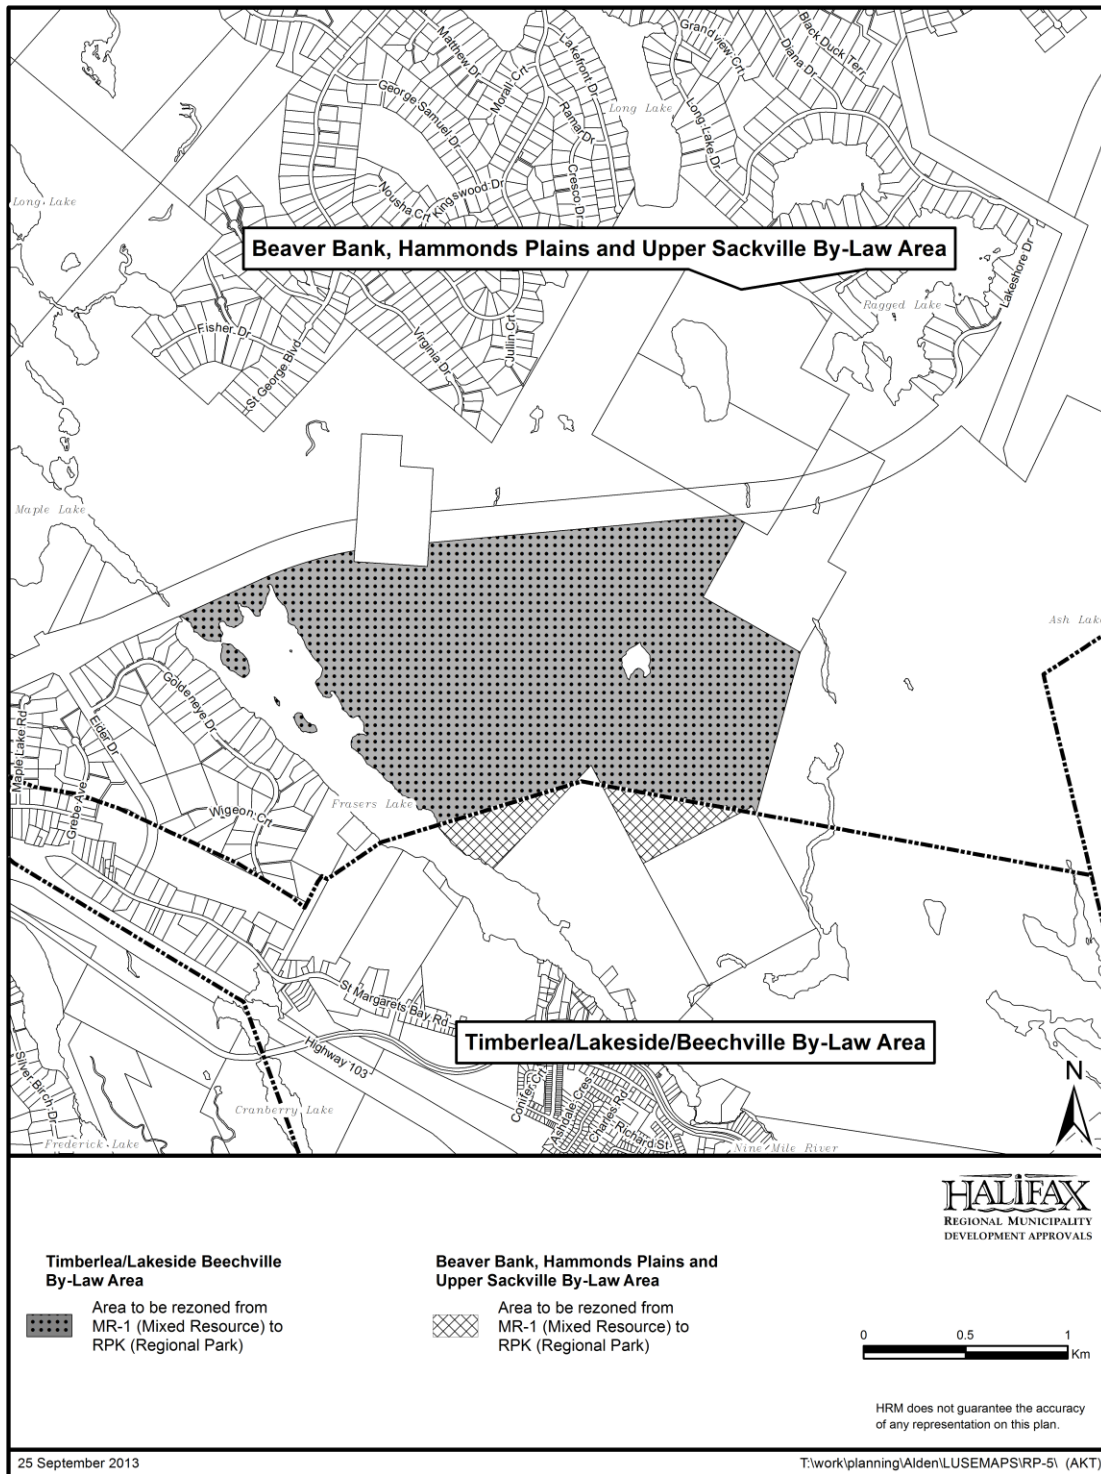 Grandview Crt
Black Duck Terr
Matthew Dr
Lakefront Dr
Diana Dr
Morall Crt
George Samuel Dr
Long Lake
Ramar Dr
Long Lake Dr
Cresco Dr
Kingswood Dr
Nousha Crt
Long Lake
Beaver Bank, Hammonds Plains and Upper Sackville By-Law Area
Lakeshore Dr
Ragged Lake
Fisher Dr
Virginia Dr
Jullin Crt
St George Blvd
Maple Lake
Ash Lake
Goldeneye Dr
Eider Dr
Maple Lake Rd
Frasers Lake
Wigeon Crt
Grebe Ave
St Margarets Bay Rd
Timberlea/Lakeside/Beechville By-Law Area
Highway 103
N
Conifer Crt
Ashdale Cres
Charles Rd
Silver Birch Dr
Cranberry Lake
Richard St
Frederick Lake
Nine Mile River
HALIFAX
REGIONAL MUNICIPALITY
DEVELOPMENT APPROVALS
Timberlea/Lakeside Beechville
By-Law Area
Area to be rezoned from
MR-1 (Mixed Resource) to
RPK (Regional Park)
Beaver Bank, Hammonds Plains and
Upper Sackville By-Law Area
Area to be rezoned from
MR-1 (Mixed Resource) to
RPK (Regional Park)
0 0.5 1
Km
HRM does not guarantee the accuracy
of any representation on this plan.
25 September 2013
T:\work\planning\Alden\LUSEMAPS\RP-5\ (AKT)